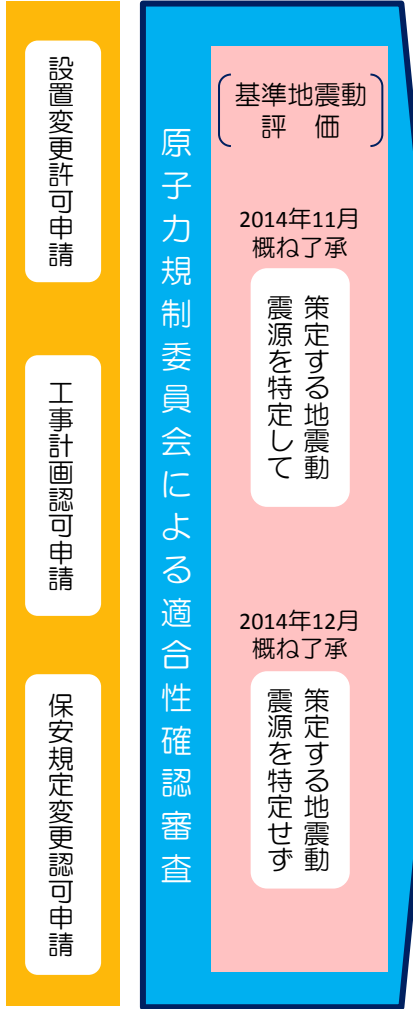 設置変更許可申請
工事計画認可申請
保安規定変更認可申請
原子力規制委員会による適合性確認審査
基準地震動
評 価
2014年11月
概ね了承
震源を特定して
策定する地震動
2014年12月
概ね了承
震源を特定せず
策定する地震動